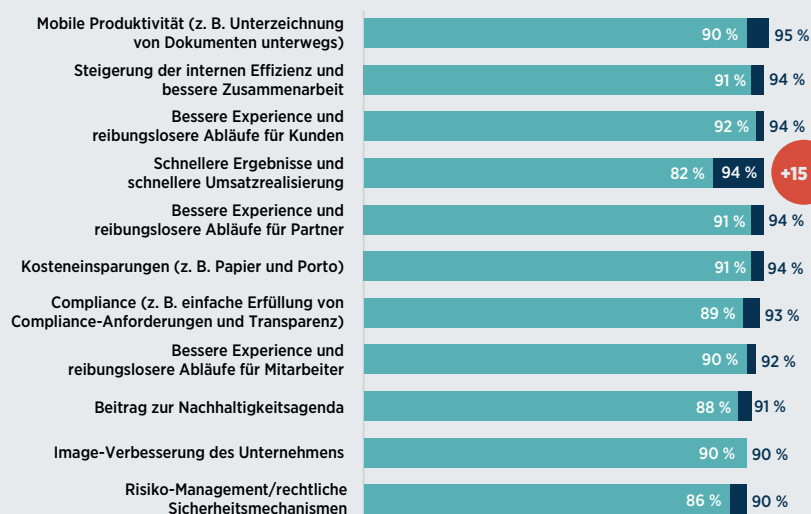 Mobile Produktivität (z. B. Unterzeichnung
von Dokumenten unterwegs)
90 % 95 %
Steigerung der internen Effizienz und
bessere Zusammenarbeit
91 % 94 %
Bessere Experience und
reibungslosere Abläufe für Kunden
92 % 94 %
Schnellere Ergebnisse und
schnellere Umsatzrealisierung
82 % 94 % +15
Bessere Experience und
reibungslosere Abläufe für Partner
91 % 94 %
Kosteneinsparungen (z. B. Papier und Porto)
91 % 94 %
Compliance (z. B. einfache Erfüllung von
Compliance-Anforderungen und Transparenz)
89 % 93 %
Bessere Experience und
reibungslosere Abläufe für Mitarbeiter
90 % 92 %
Beitrag zur Nachhaltigkeitsagenda
88 % 91 %
Image-Verbesserung des Unternehmens
90 % 90 %
Risiko-Management/rechtliche
Sicherheitsmechanismen
86 % 90 %